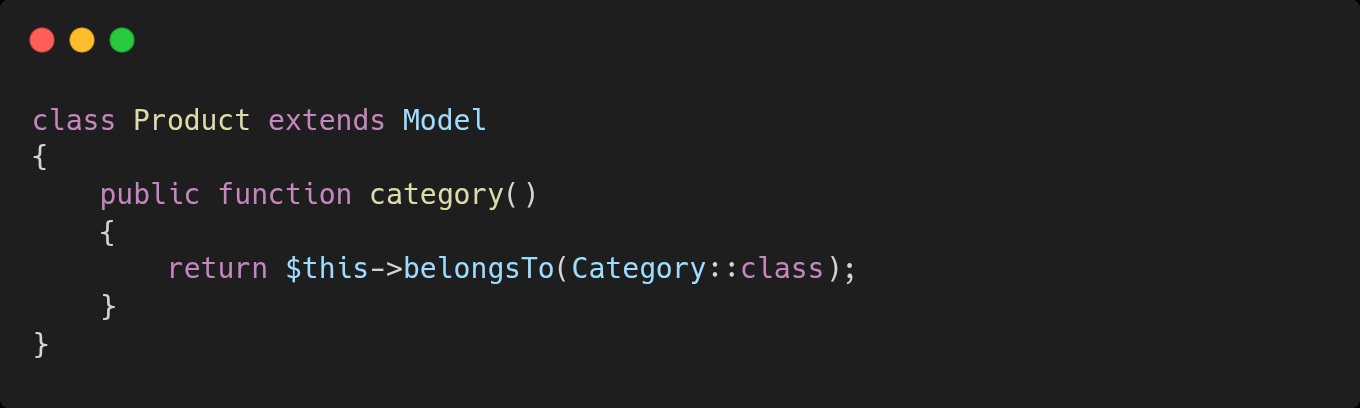 class Product extends Model
{
    public function category()
    {
        return $this->belongsTo(Category::class);
    }
}